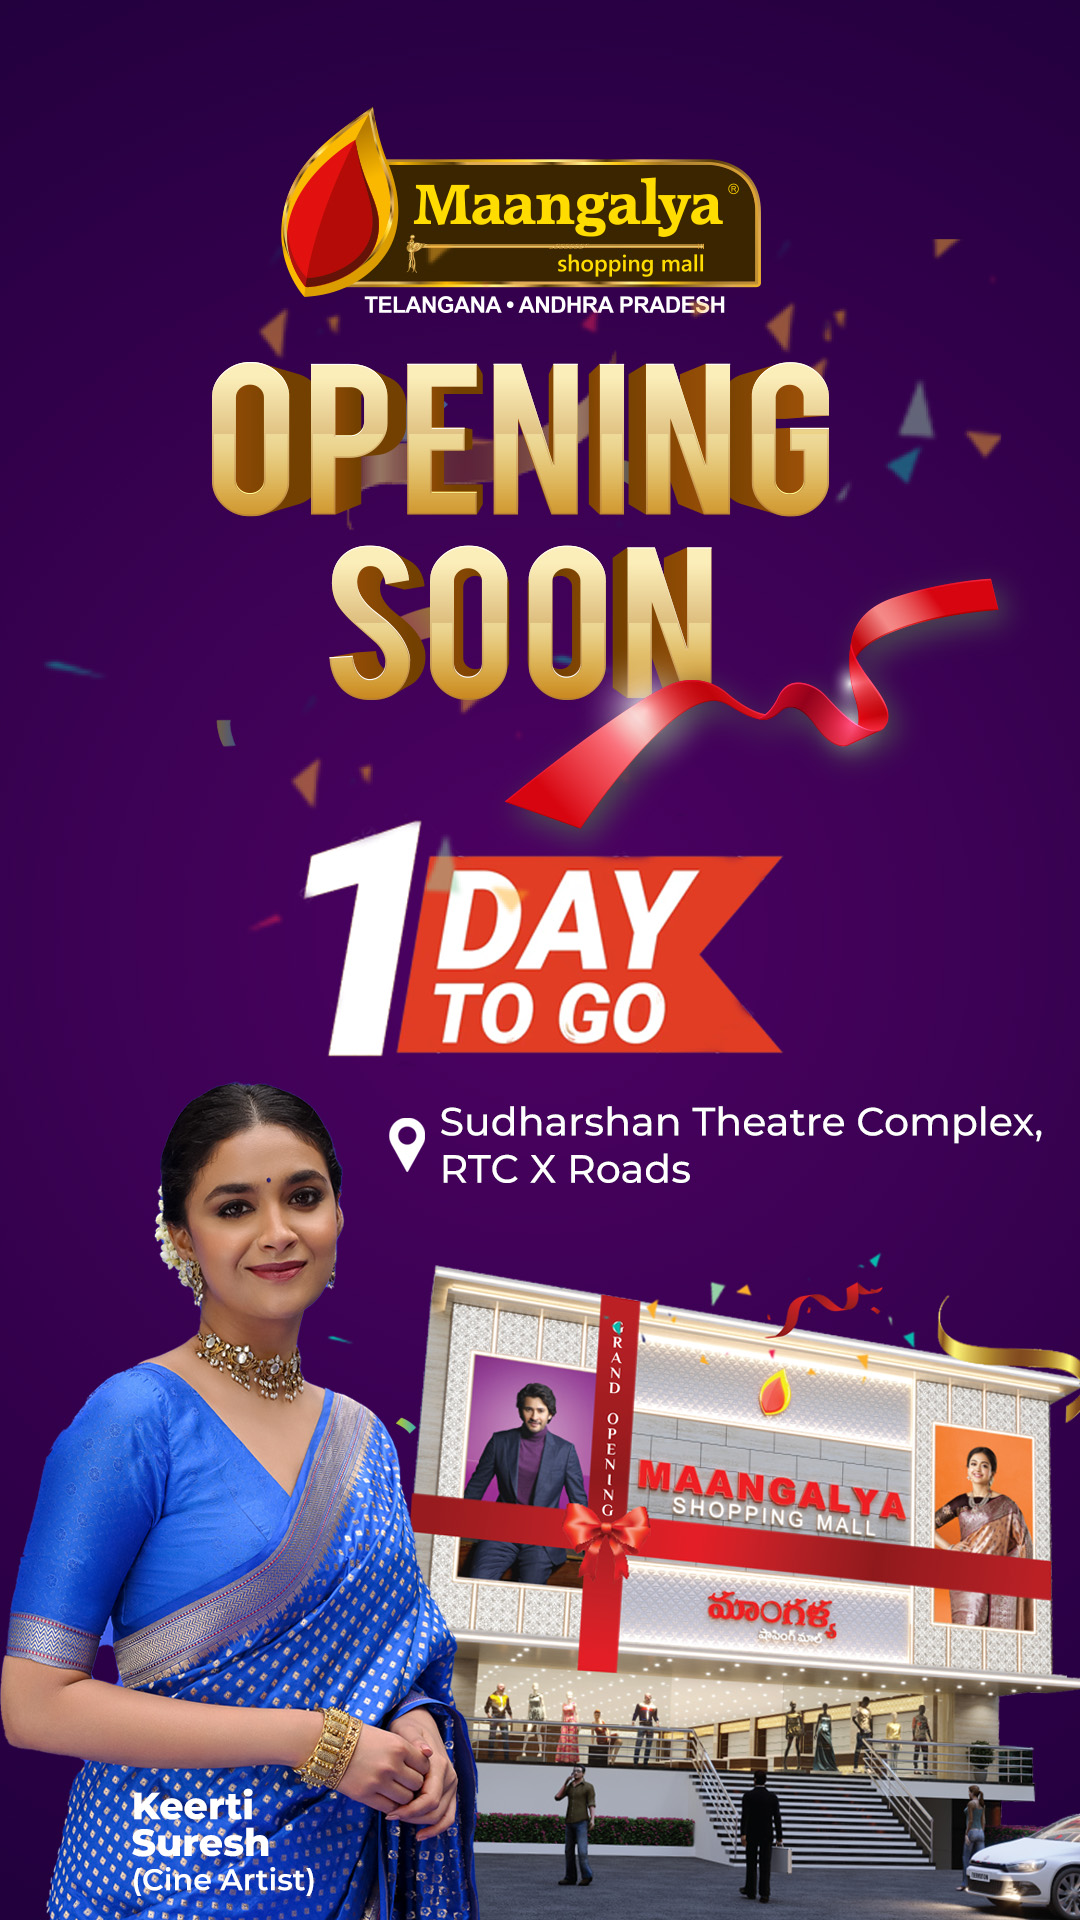 Maangalya®
shopping mall
TELANGANA • ANDHRA PRADESH
OPENING
SOON
1 DAY
TO GO
Sudharshan Theatre Complex,
RTC X Roads
GRAND OPENING
MAANGALYA
SHOPPING MALL
మాంగళ్య
షాపింగ్ మాల్
Keerti
Suresh
(Cine Artist)